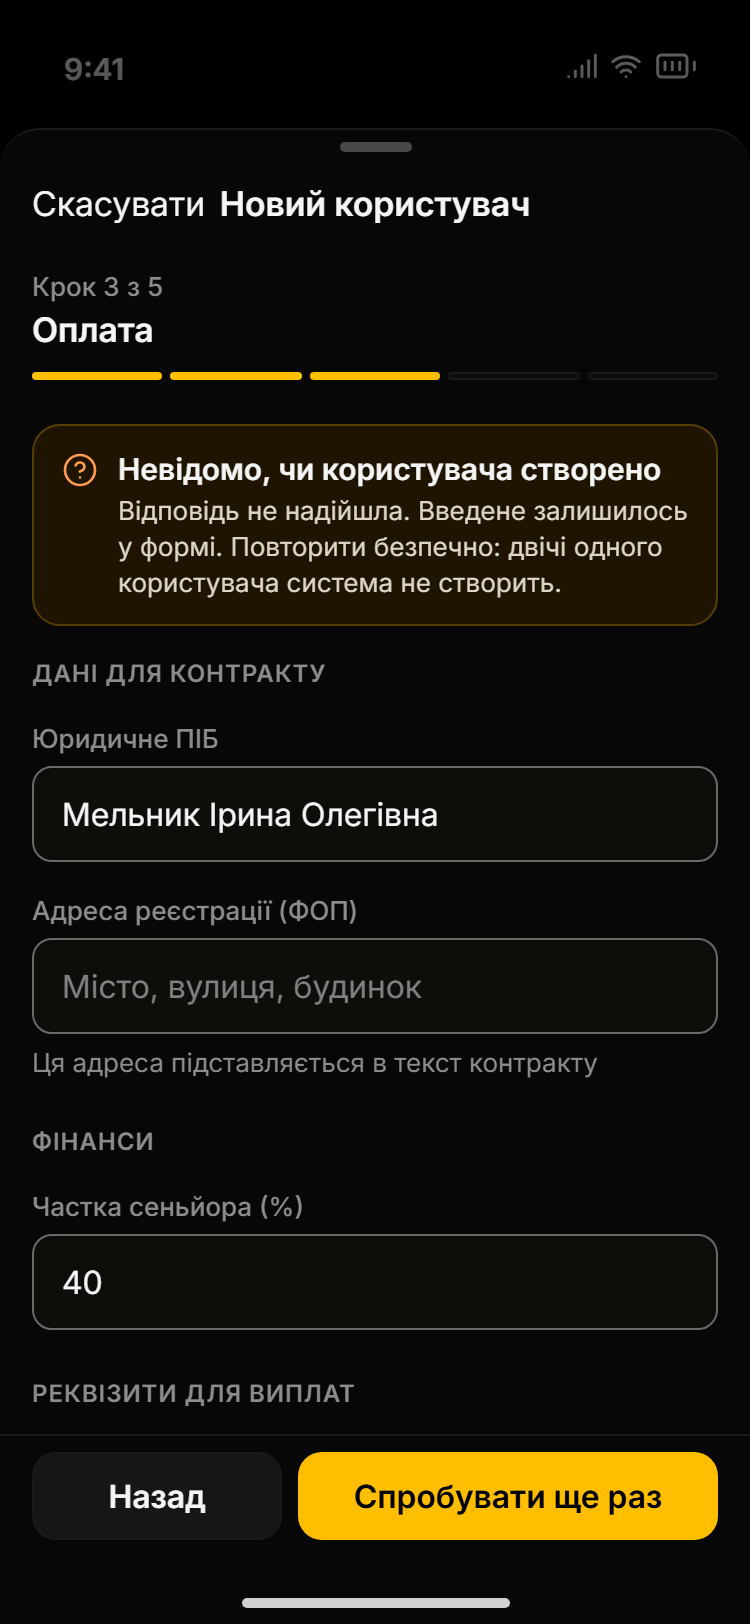 9:41
Скасувати Новий користувач
Крок 3 з 5
Оплата
Невідомо, чи користувача створено
Відповідь не надійшла. Введене залишилось
у формі. Повторити безпечно: двічі одного
користувача система не створить.
ДАНІ ДЛЯ КОНТРАКТУ
Юридичне ПІБ
Мельник Ірина Олегівна
Адреса реєстрації (ФОП)
Місто, вулиця, будинок
Ця адреса підставляється в текст контракту
ФІНАНСИ
Частка сеньйора (%)
40
РЕКВІЗИТИ ДЛЯ ВИПЛАТ
Назад
Спробувати ще раз